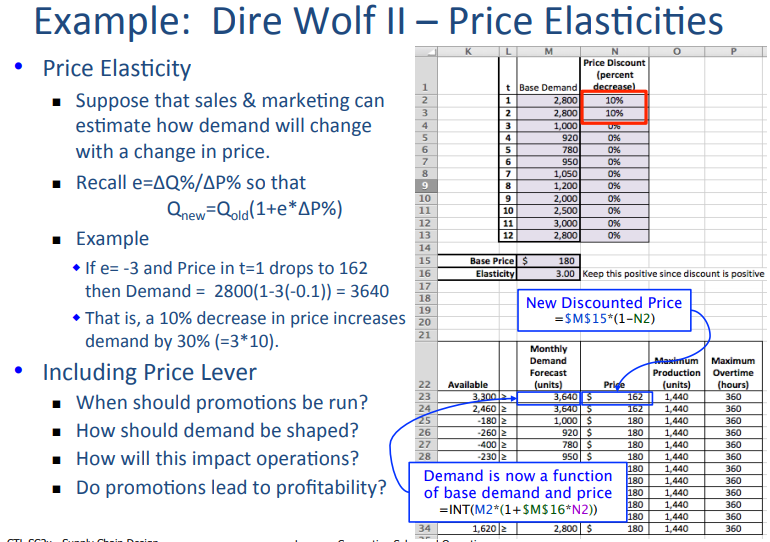 Example: Dire Wolf II – Price Elasticities
• Price Elasticity
▪ Suppose that sales & marketing can
estimate how demand will change
with a change in price.
▪ Recall e=ΔQ%/ΔP% so that
Qnew=Qold(1+e*ΔP%)
▪ Example
◆ If e= -3 and Price in t=1 drops to 162
then Demand = 2800(1-3(-0.1)) = 3640
◆ That is, a 10% decrease in price increases
demand by 30% (=3*10).
• Including Price Lever
▪ When should promotions be run?
▪ How should demand be shaped?
▪ How will this impact operations?
▪ Do promotions lead to profitability?
K L M N O P
Price Discount
(percent
decrease)
1 t Base Demand
2 1 2,800 10%
3 2 2,800 10%
4 3 1,000 0%
5 4 920 0%
6 5 780 0%
7 6 950 0%
8 7 1,050 0%
9 8 1,200 0%
10 9 2,000 0%
11 10 2,500 0%
12 11 3,000 0%
13 12 2,800 0%
14
15 Base Price $ 180
16 Elasticity 3.00 Keep this positive since discount is positive
17
18
19
20
21
New Discounted Price
=$M$15*(1-N2)
Monthly
Demand
Forecast
(units)
Price
Maximum
Production
(units)
Maximum
Overtime
(hours)
22 Available
23 3,300 ≥ 3,640 $ 162 1,440 360
24 2,460 ≥ 3,640 $ 162 1,440 360
25 -180 ≥ 1,000 $ 180 1,440 360
26 -260 ≥ 920 $ 180 1,440 360
27 -400 ≥ 780 $ 180 1,440 360
28 -230 ≥ 950 $ 180 1,440 360
180 1,440 360
180 1,440 360
180 1,440 360
180 1,440 360
180 1,440 360
Demand is now a function
of base demand and price
=INT(M2*(1+$M$16*N2))
34 1,620 ≥ 2,800 $ 180 1,440 360